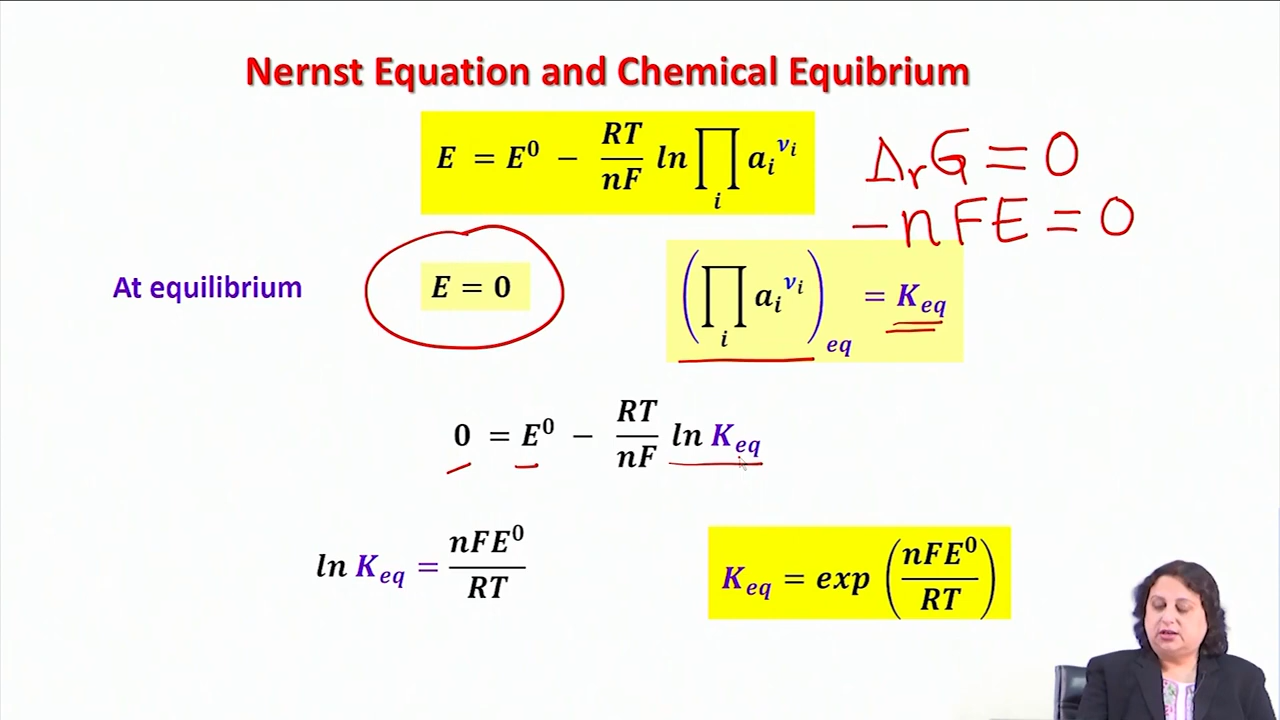 Nernst Equation and Chemical Equibrium
E = E⁰ − RT/nF ln ∏ᵢ aᵢ^νᵢ
ΔᵣG = 0
−nFE = 0
At equilibrium
E = 0
(∏ᵢ aᵢ^νᵢ)eq = Keq
0 = E⁰ − RT/nF ln Keq
ln Keq = nFE⁰/RT
Keq = exp (nFE⁰/RT)